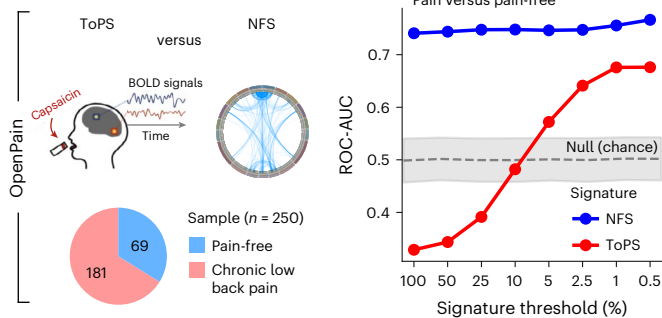 ToPS
versus
NFS
BOLD signals
Capsaicin
Time
OpenPain
Sample (n = 250)
69
181
Pain-free
Chronic low
back pain
Pain versus pain-free
ROC-AUC
0.7
0.6
0.5
0.4
Null (chance)
Signature
NFS
ToPS
100 50 25 10 5 2.5 1 0.5
Signature threshold (%)